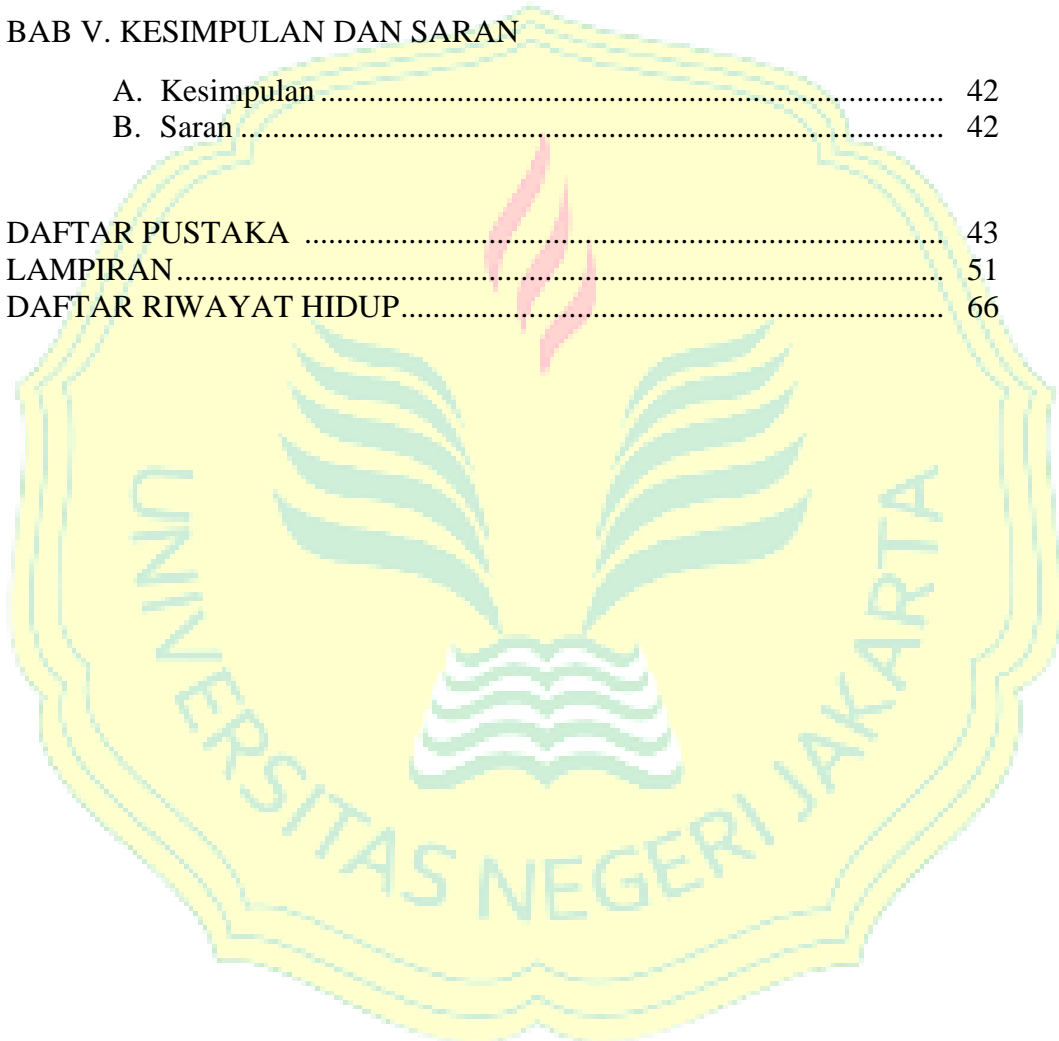 BAB V. KESIMPULAN DAN SARAN
A. Kesimpulan ............................................................................. 42
B. Saran ....................................................................................... 42
DAFTAR PUSTAKA ............................................................................... 43
LAMPIRAN ............................................................................................... 51
DAFTAR RIWAYAT HIDUP ................................................................... 66
UNIVERSITAS NEGERI JAKARTA